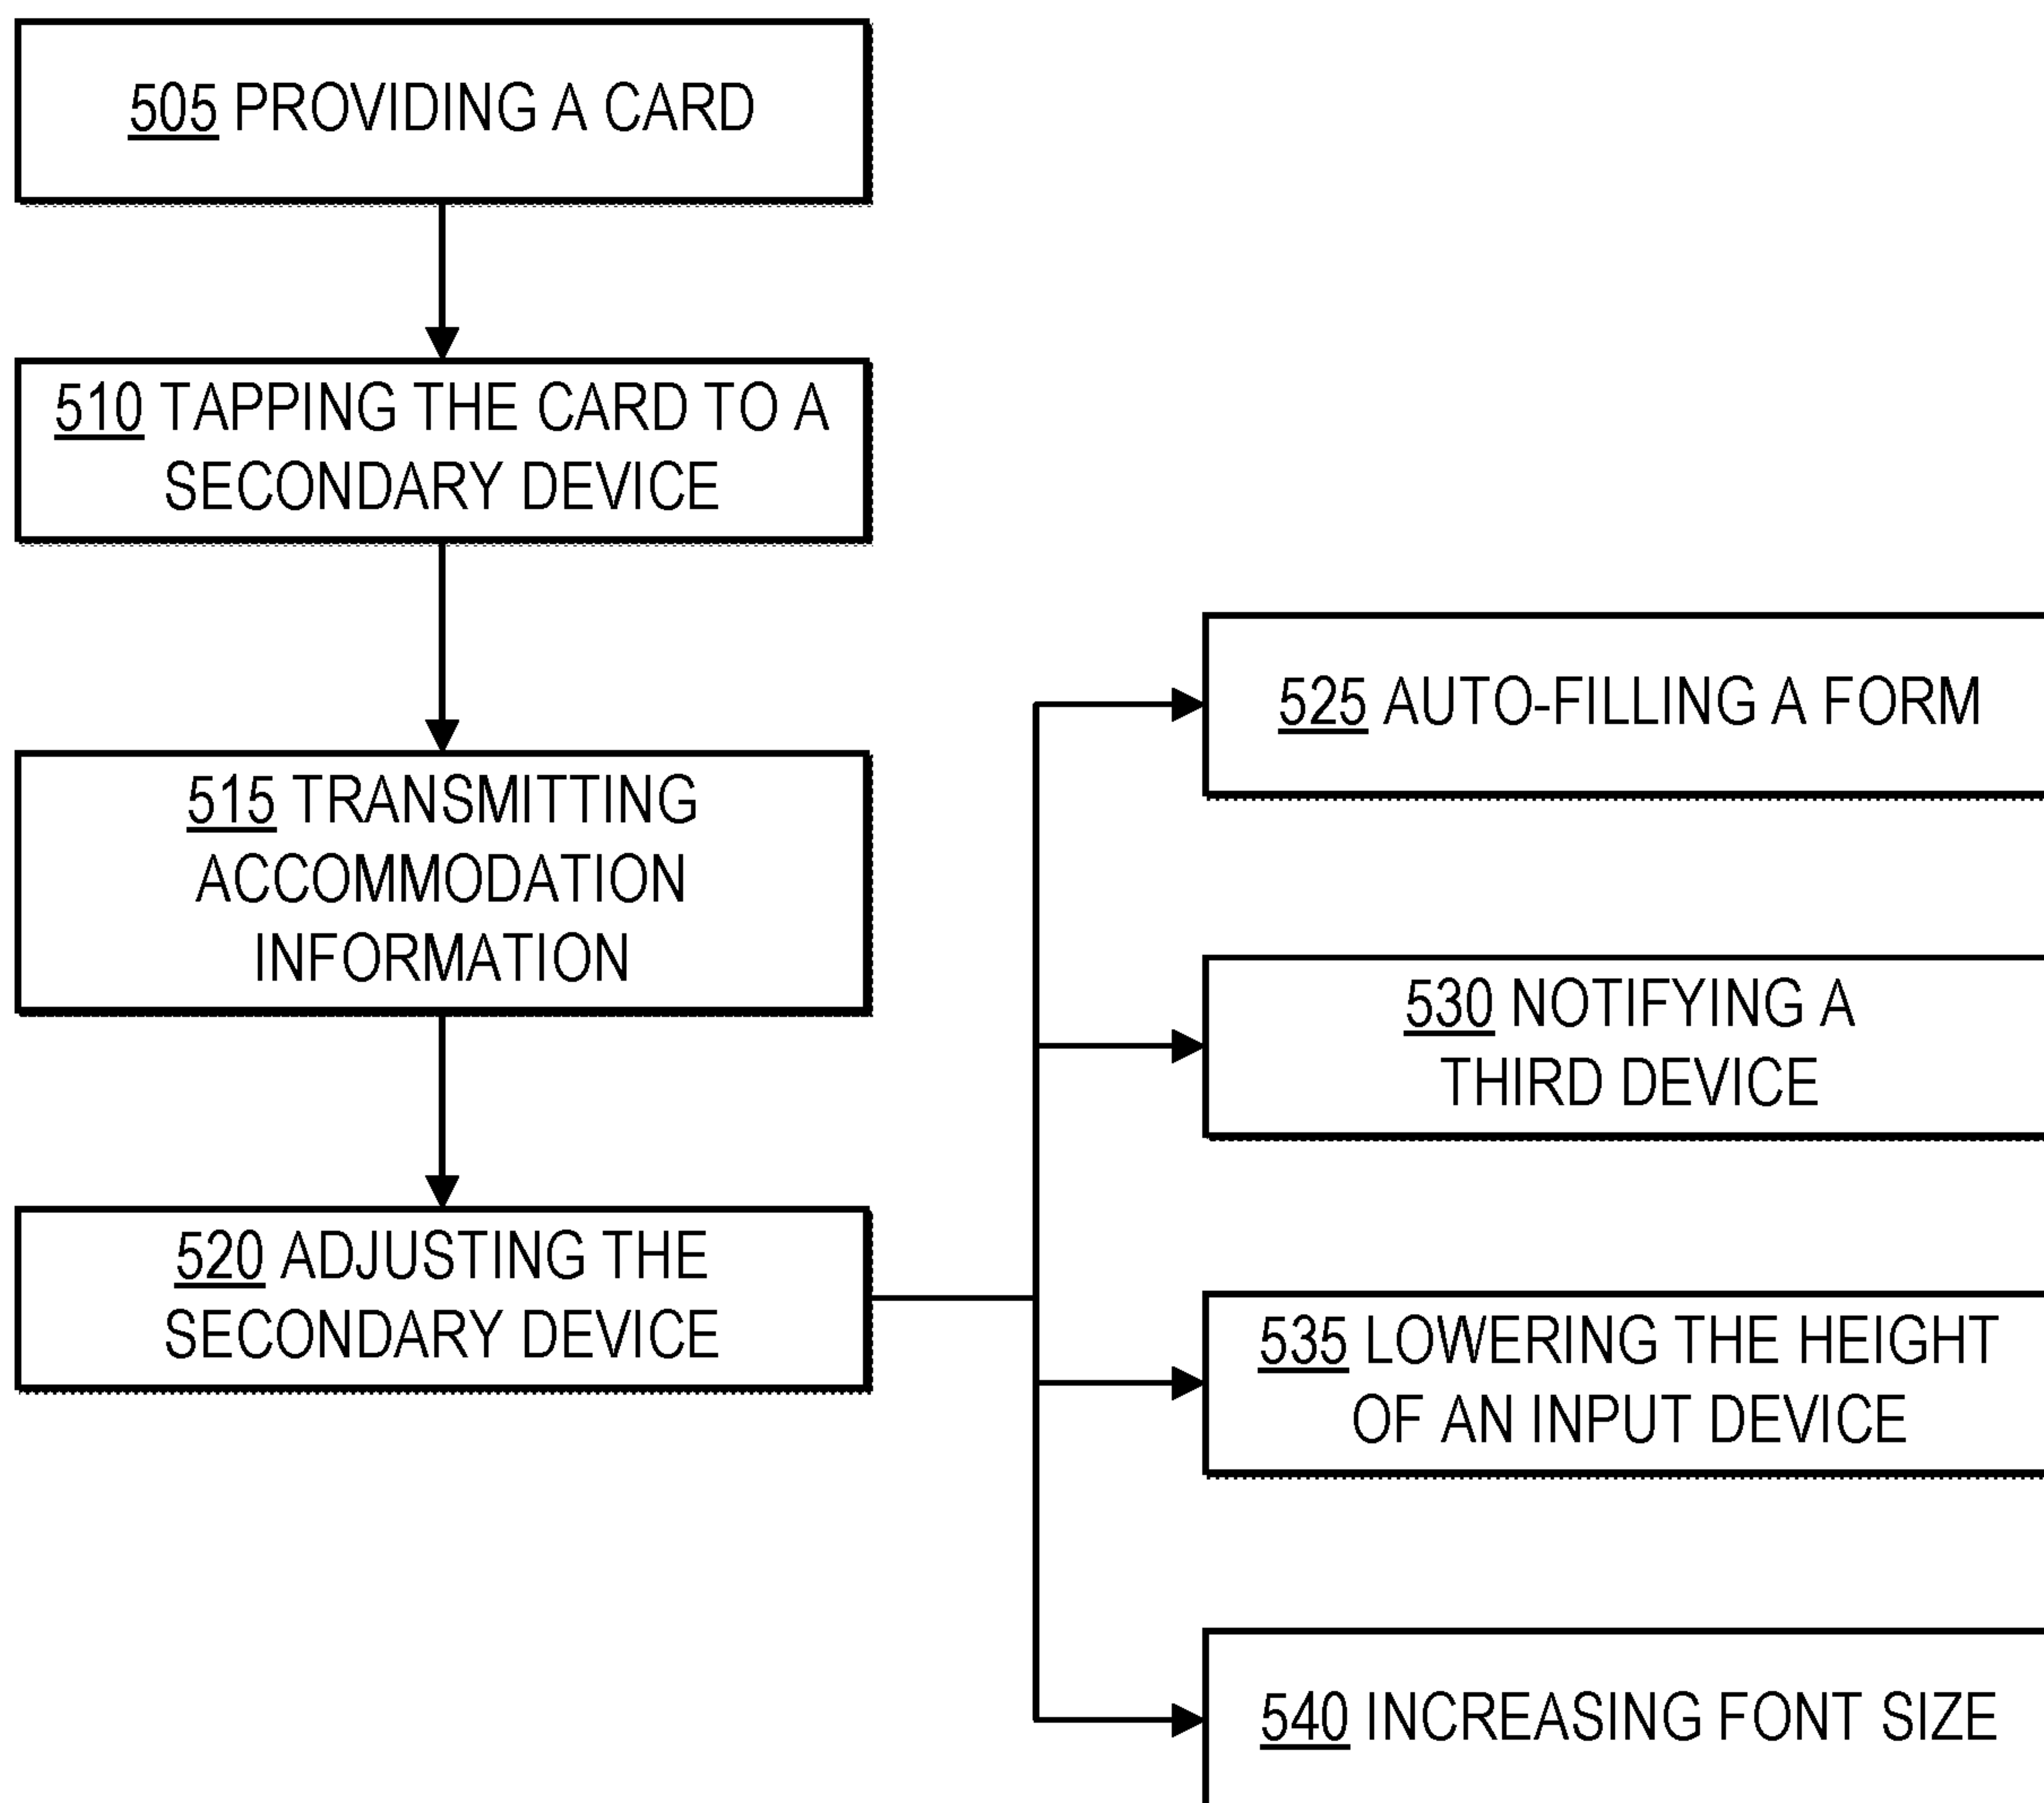 505 PROVIDING A CARD
510 TAPPING THE CARD TO A
SECONDARY DEVICE
515 TRANSMITTING
ACCOMMODATION
INFORMATION
520 ADJUSTING THE
SECONDARY DEVICE
525 AUTO-FILLING A FORM
530 NOTIFYING A
THIRD DEVICE
535 LOWERING THE HEIGHT
OF AN INPUT DEVICE
540 INCREASING FONT SIZE